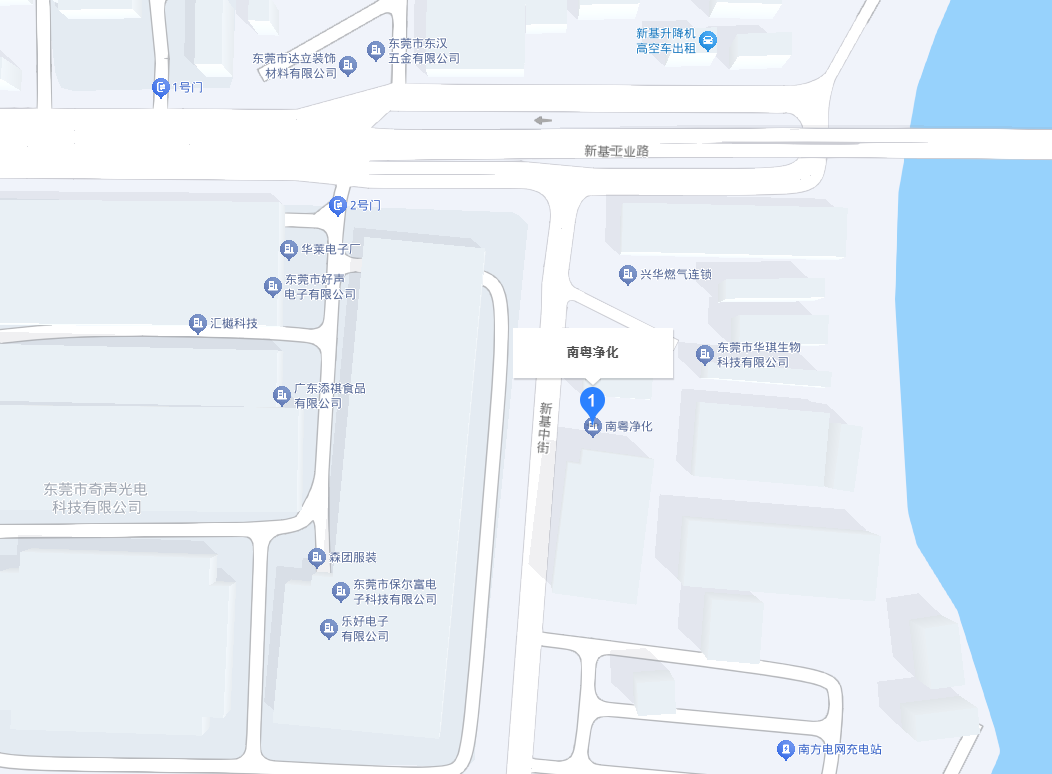 新基升降机
高空车出租
东莞市东汉
五金有限公司
东莞市达立装饰
材料有限公司
1号门
新基工业路
2号门
华莱电子厂
兴华燃气连锁
东莞市好声
电子有限公司
汇樾科技
南粤净化
东莞市华琪生物
科技有限公司
广东添祺食品
有限公司
1
新基中街
南粤净化
东莞市奇声光电
科技有限公司
森团服装
东莞市保尔富电
子科技有限公司
乐好电子
有限公司
南方电网充电站